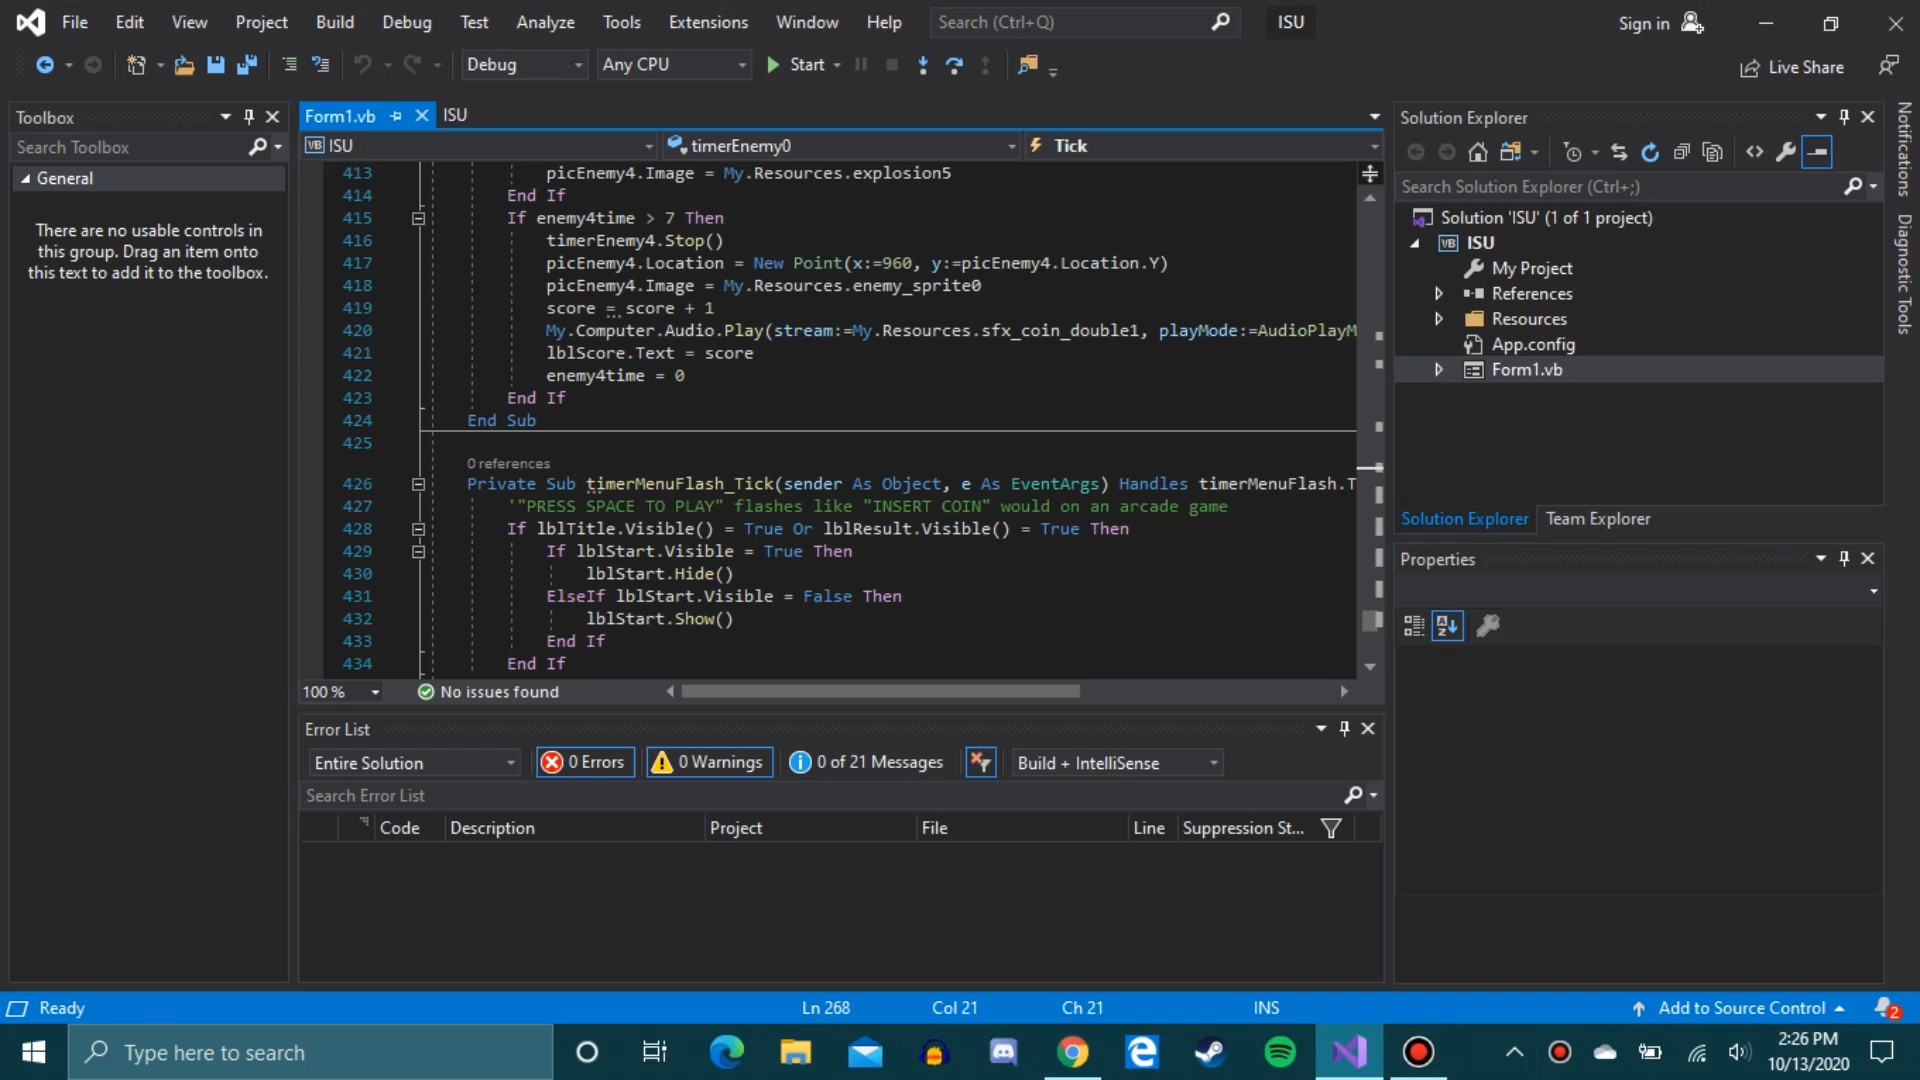 File Edit View Project Build Debug Test Analyze Tools Extensions Window Help Search (Ctrl+Q) ISU Sign in
Debug Any CPU Start Live Share
Toolbox
Search Toolbox
General
There are no usable controls in
this group. Drag an item onto
this text to add it to the toolbox.
Form1.vb ISU
VB ISU timerEnemy0 Tick
413 picEnemy4.Image = My.Resources.explosion5
414 End If
415 If enemy4time > 7 Then
416 timerEnemy4.Stop()
417 picEnemy4.Location = New Point(x:=960, y:=picEnemy4.Location.Y)
418 picEnemy4.Image = My.Resources.enemy_sprite0
419 score = score + 1
420 My.Computer.Audio.Play(stream:=My.Resources.sfx_coin_double1, playMode:=AudioPlayM
421 lblScore.Text = score
422 enemy4time = 0
423 End If
424 End Sub
425
0 references
426 Private Sub timerMenuFlash_Tick(sender As Object, e As EventArgs) Handles timerMenuFlash.T
427 '"PRESS SPACE TO PLAY" flashes like "INSERT COIN" would on an arcade game
428 If lblTitle.Visible() = True Or lblResult.Visible() = True Then
429 If lblStart.Visible = True Then
430 lblStart.Hide()
431 ElseIf lblStart.Visible = False Then
432 lblStart.Show()
433 End If
434 End If
100 % No issues found
Error List
Entire Solution 0 Errors 0 Warnings 0 of 21 Messages Build + IntelliSense
Search Error List
Code Description Project File Line Suppression St...
Solution Explorer
Search Solution Explorer (Ctrl+;)
Solution 'ISU' (1 of 1 project)
VB ISU
My Project
References
Resources
App.config
Form1.vb
Solution Explorer Team Explorer
Properties
Notifications
Diagnostic Tools
Ready Ln 268 Col 21 Ch 21 INS Add to Source Control 2
Type here to search
2:26 PM
10/13/2020